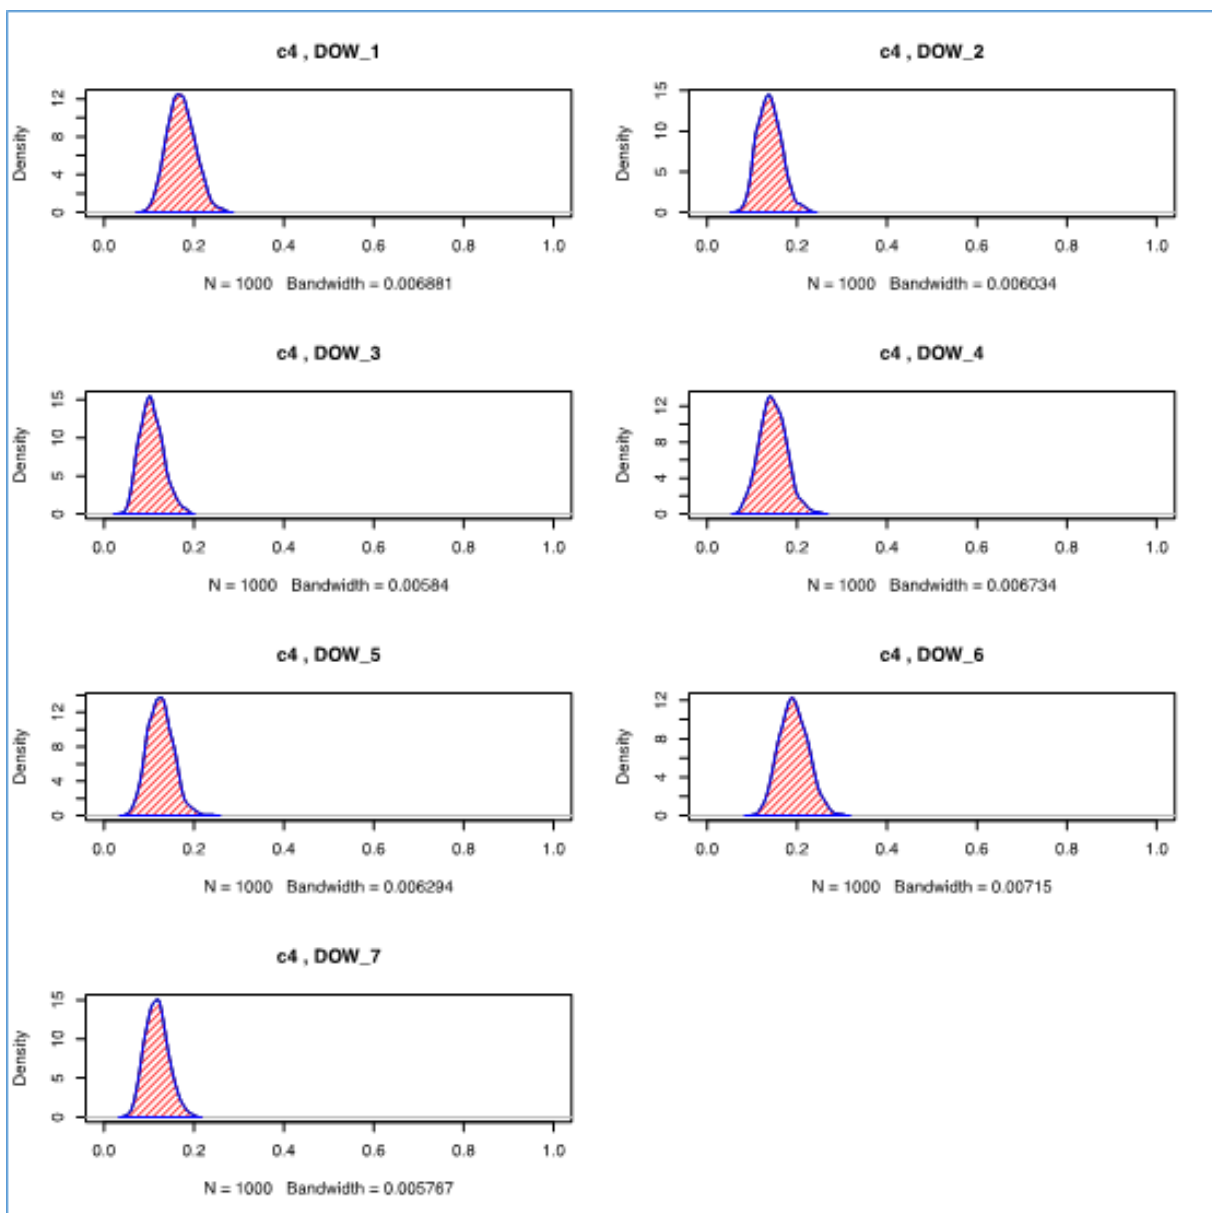 c4 , DOW_1
Density
0 4 8 12
0.0 0.2 0.4 0.6 0.8 1.0
N = 1000 Bandwidth = 0.006881
c4 , DOW_2
Density
0 5 10 15
0.0 0.2 0.4 0.6 0.8 1.0
N = 1000 Bandwidth = 0.006034
c4 , DOW_3
Density
0 5 10 15
0.0 0.2 0.4 0.6 0.8 1.0
N = 1000 Bandwidth = 0.00584
c4 , DOW_4
Density
0 4 8 12
0.0 0.2 0.4 0.6 0.8 1.0
N = 1000 Bandwidth = 0.006734
c4 , DOW_5
Density
0 4 8 12
0.0 0.2 0.4 0.6 0.8 1.0
N = 1000 Bandwidth = 0.006294
c4 , DOW_6
Density
0 4 8 12
0.0 0.2 0.4 0.6 0.8 1.0
N = 1000 Bandwidth = 0.00715
c4 , DOW_7
Density
0 5 10 15
0.0 0.2 0.4 0.6 0.8 1.0
N = 1000 Bandwidth = 0.005767